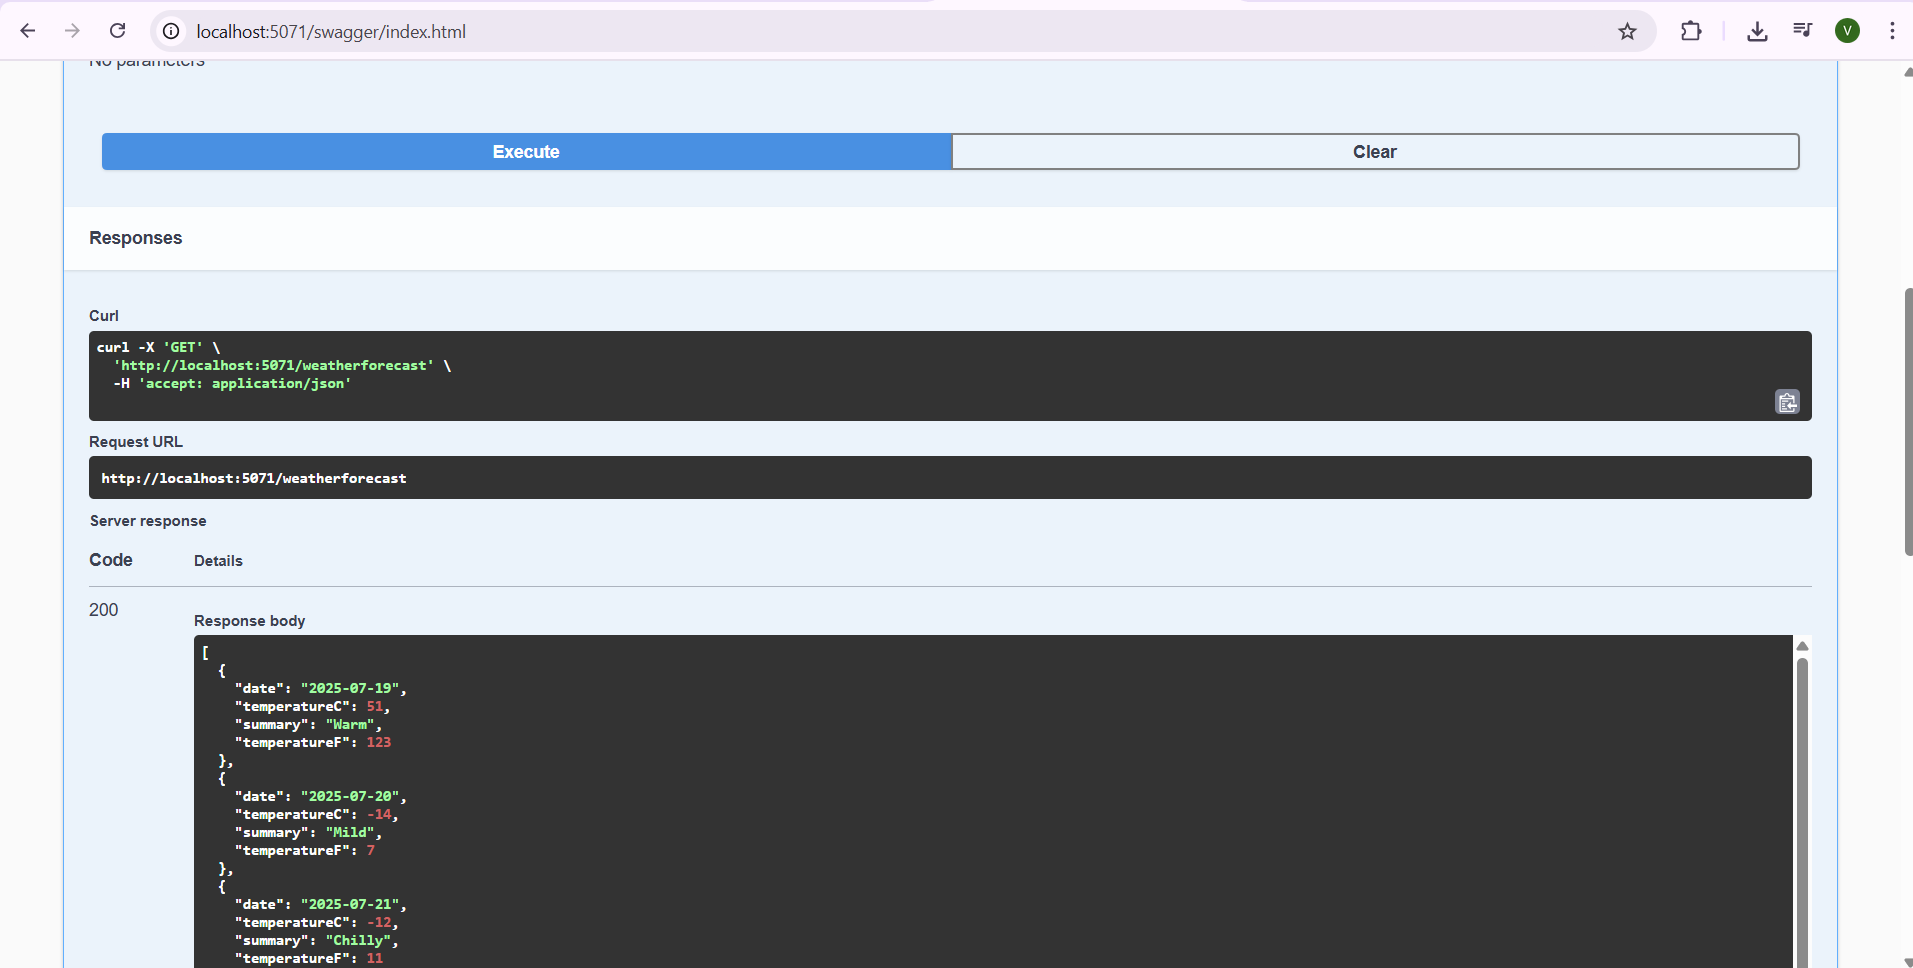 localhost:5071/swagger/index.html
V
No parameters
Execute
Clear
Responses
Curl
curl -X 'GET' \
  'http://localhost:5071/weatherforecast' \
  -H 'accept: application/json'
Request URL
http://localhost:5071/weatherforecast
Server response
Code
Details
200
Response body
[
  {
    "date": "2025-07-19",
    "temperatureC": 51,
    "summary": "Warm",
    "temperatureF": 123
  },
  {
    "date": "2025-07-20",
    "temperatureC": -14,
    "summary": "Mild",
    "temperatureF": 7
  },
  {
    "date": "2025-07-21",
    "temperatureC": -12,
    "summary": "Chilly",
    "temperatureF": 11